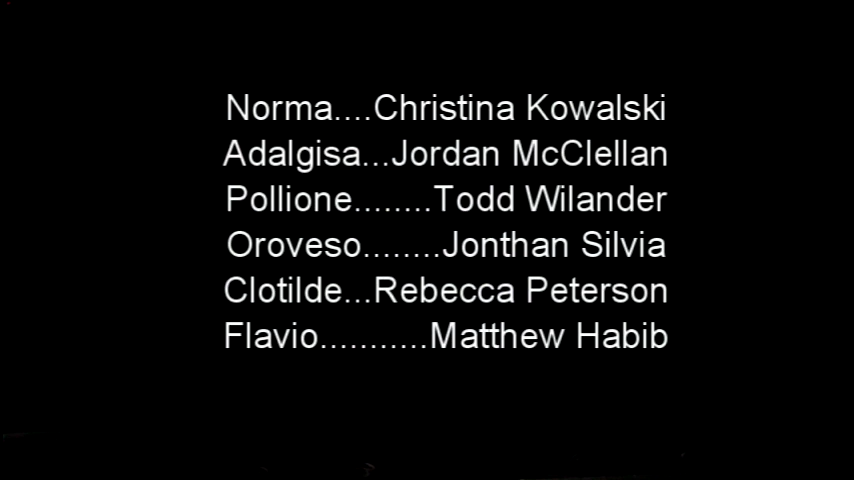 Norma....Christina Kowalski
Adalgisa...Jordan McClellan
Pollione........Todd Wilander
Oroveso........Jonthan Silvia
Clotilde...Rebecca Peterson
Flavio...........Matthew Habib